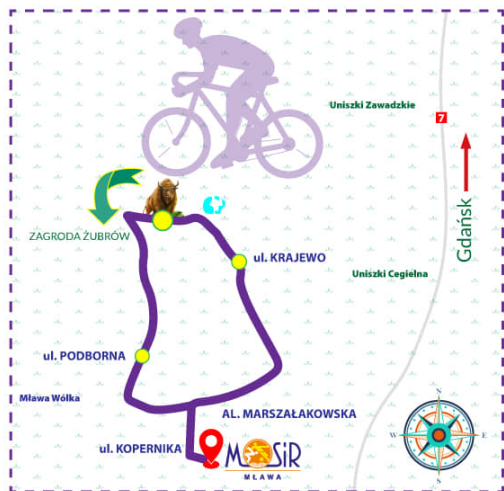 Uniszki Zawadzkie
7
Gdańsk
ZAGRODA ŻUBRÓW
ul. KRAJEWO
Uniszki Cegielna
ul. PODBORNA
Mława Wólka
AL. MARSZAŁAKOWSKA
ul. KOPERNIKA
MOSiR
MŁAWA
N
W
E
S